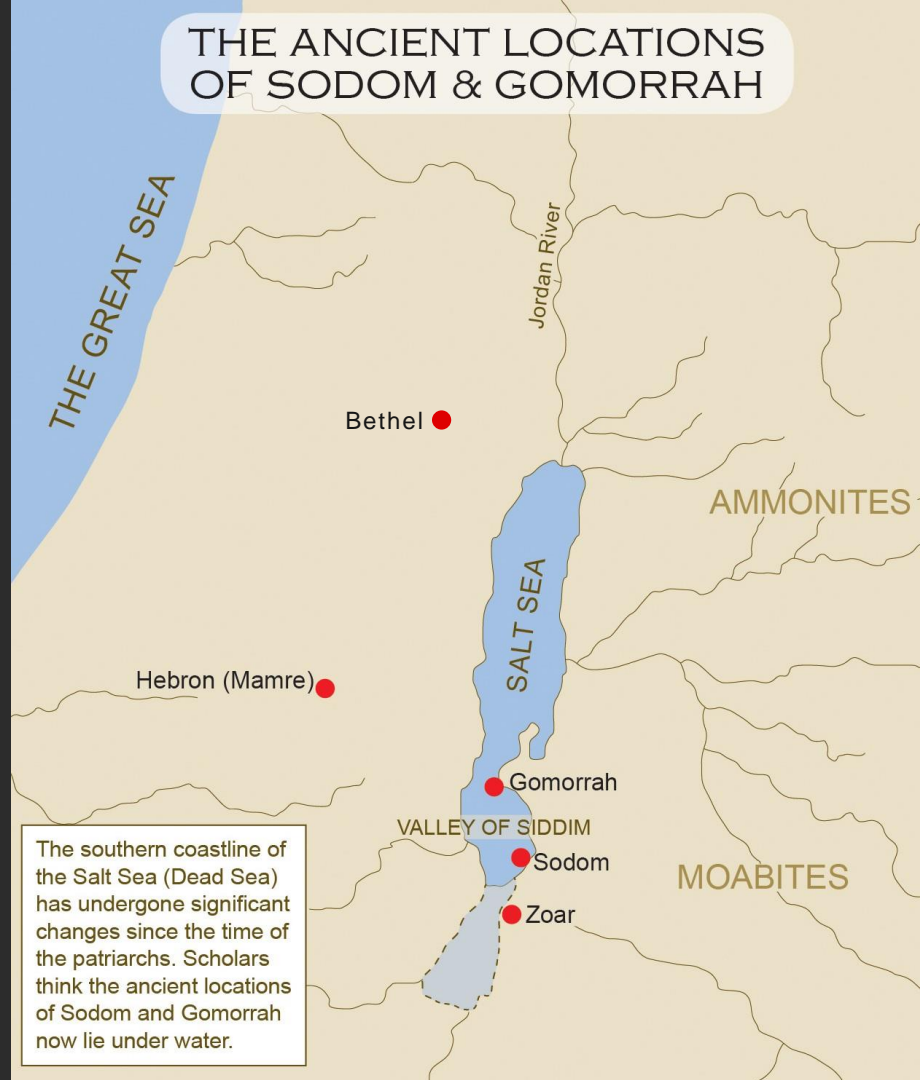 THE ANCIENT LOCATIONS
OF SODOM & GOMORRAH
THE GREAT SEA
Jordan River
Bethel
AMMONITES
SALT SEA
Hebron (Mamre)
Gomorrah
VALLEY OF SIDDIM
Sodom
MOABITES
Zoar
The southern coastline of
the Salt Sea (Dead Sea)
has undergone significant
changes since the time of
the patriarchs. Scholars
think the ancient locations
of Sodom and Gomorrah
now lie under water.